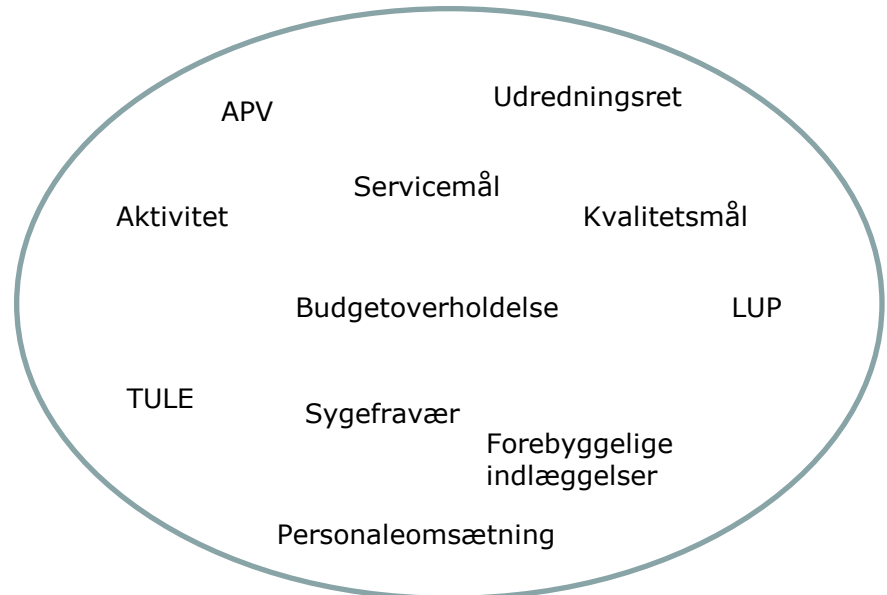 APV
Udredningsret
Servicemål
Aktivitet
Kvalitetsmål
Budgetoverholdelse
LUP
TULE
Sygefravær
Forebyggelige
indlæggelser
Personaleomsætning